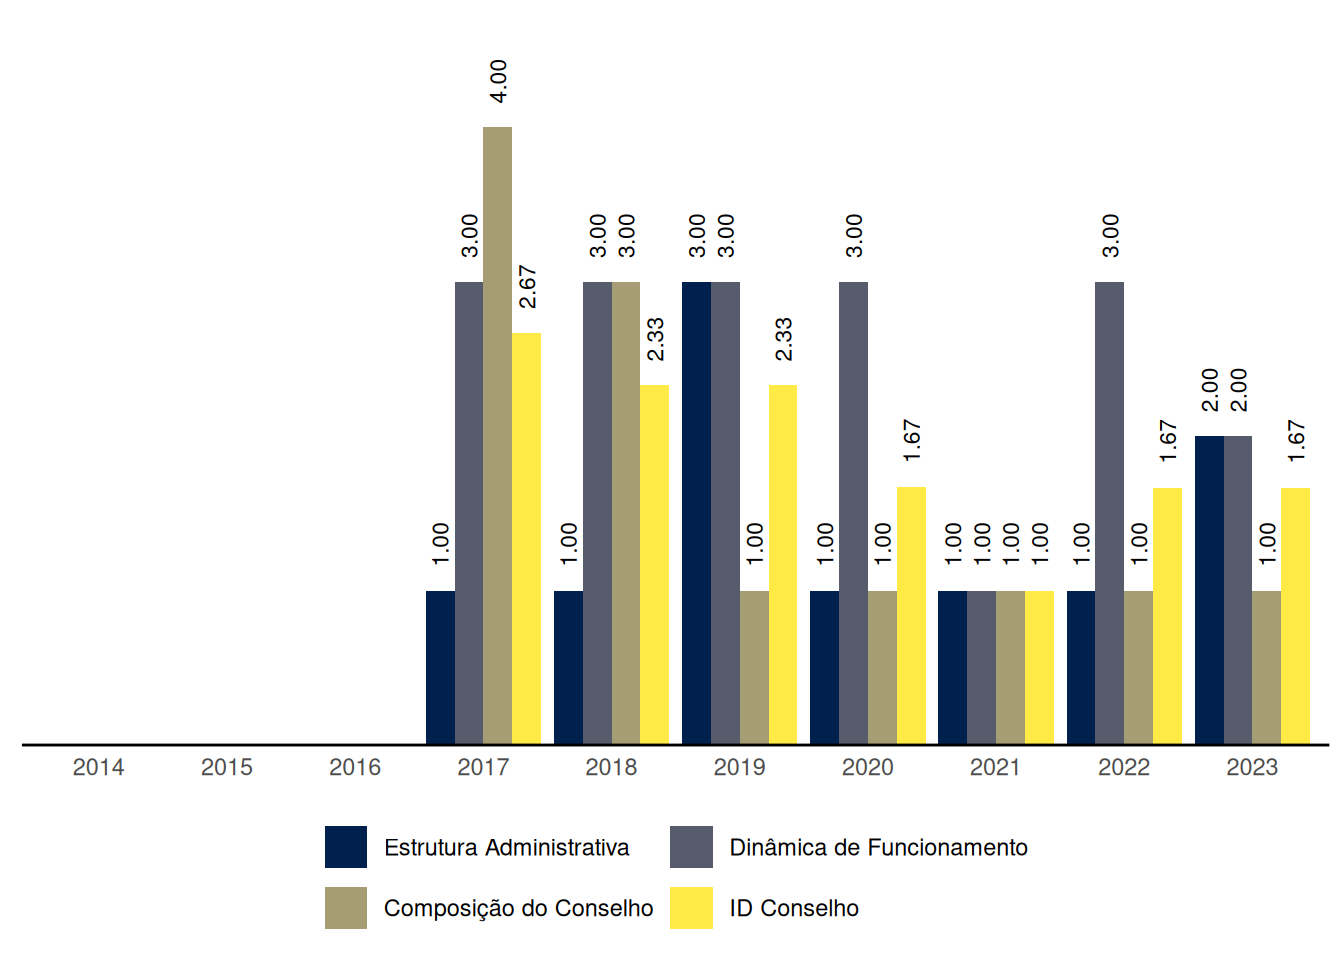 4.00
3.00 3.00 3.00 3.00 3.00 3.00 3.00
2.67
2.33 2.33
2.00 2.00
1.67 1.67 1.67
1.00 1.00 1.00 1.00 1.00 1.00 1.00 1.00 1.00 1.00 1.00 1.00
2014 2015 2016 2017 2018 2019 2020 2021 2022 2023
Estrutura Administrativa Dinâmica de Funcionamento
Composição do Conselho ID Conselho